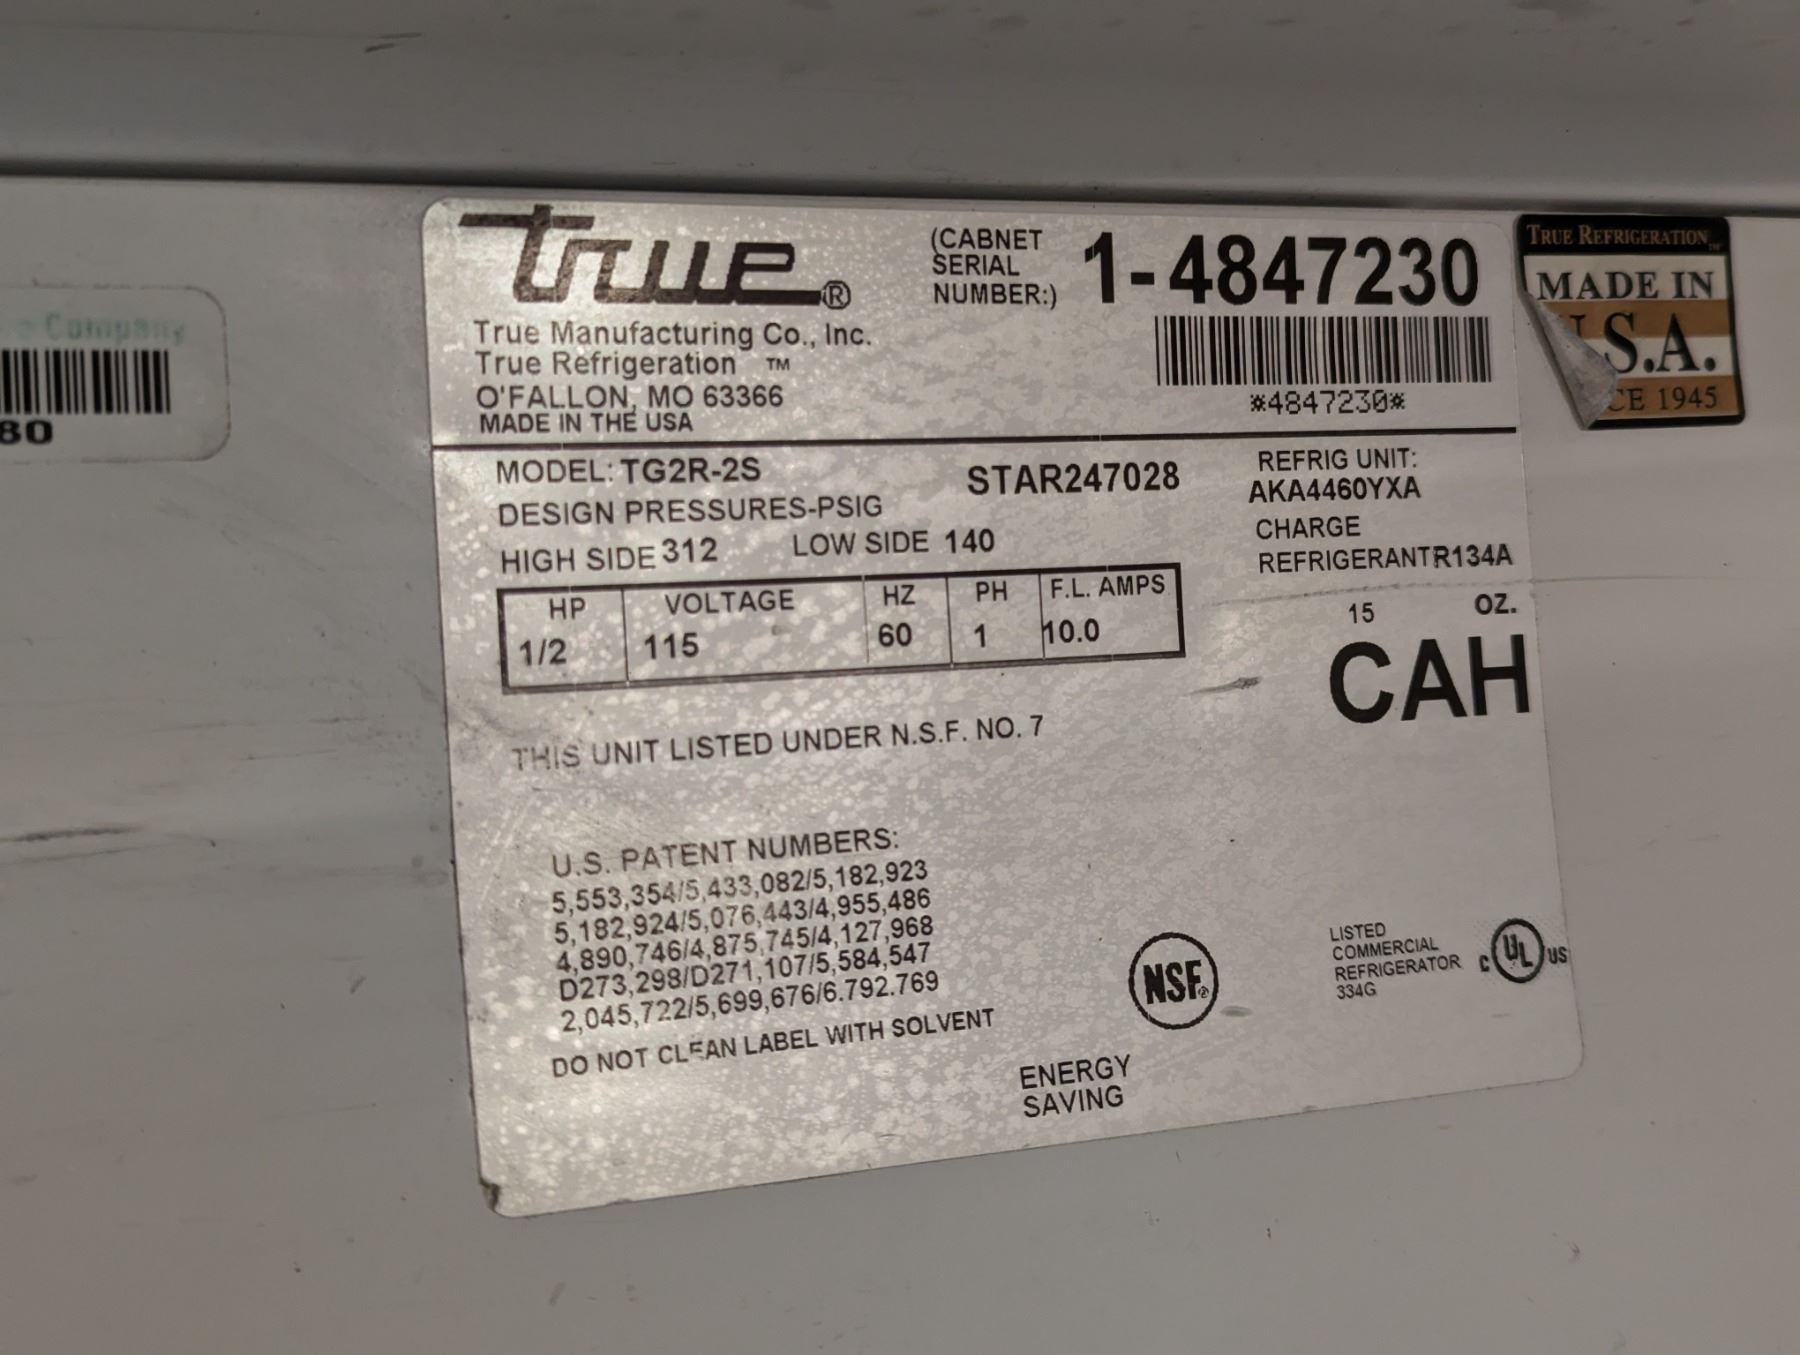 Company
80
true®
True Manufacturing Co., Inc.
True Refrigeration ™
O'FALLON, MO 63366
MADE IN THE USA
(CABNET
SERIAL
NUMBER:)
1-4847230
*4847230*
TRUE REFRIGERATION™
MADE IN
U.S.A.
CE 1945
MODEL: TG2R-2S
STAR247028
DESIGN PRESSURES-PSIG
HIGH SIDE 312 LOW SIDE 140
REFRIG UNIT:
AKA4460YXA
CHARGE
REFRIGERANTR134A
15 OZ.
CAH
HP VOLTAGE HZ PH F.L. AMPS
1/2 115 60 1 10.0
THIS UNIT LISTED UNDER N.S.F. NO. 7
U.S. PATENT NUMBERS:
5,553,354/5,433,082/5,182,923
5,182,924/5,076,443/4,955,486
4,890,746/4,875,745/4,127,968
D273,298/D271,107/5,584,547
2,045,722/5,699,676/6.792.769
DO NOT CLEAN LABEL WITH SOLVENT
ENERGY
SAVING
NSF®
LISTED
COMMERCIAL
REFRIGERATOR
334G
C UL US